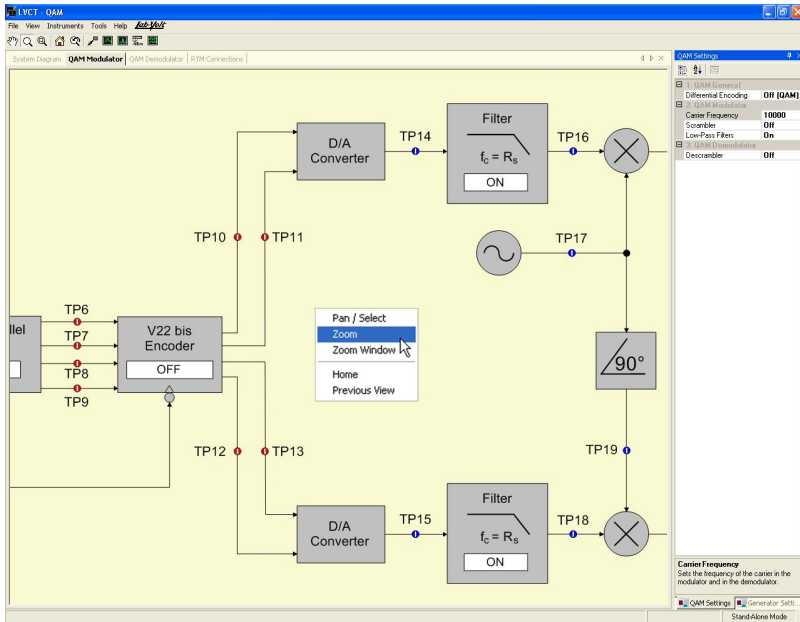 LVCT - QAM
File View Instruments Tools Help Lab-Volt
System Diagram QAM Modulator QAM Demodulator RTM Connections
QAM Settings
1. QAM General
Differential Encoding Off (QAM)
2. QAM Modulator
Carrier Frequency 10000
Scrambler Off
Low-Pass Filters On
3. QAM Demodulator
Descrambler Off
D/A
Converter
TP14
Filter
fc = Rs
ON
TP16
TP10
TP11
TP17
TP6
TP7
TP8
TP9
llel
V22 bis
Encoder
OFF
Pan / Select
Zoom
Zoom Window
Home
Previous View
90°
TP12
TP13
TP19
D/A
Converter
TP15
Filter
fc = Rs
ON
TP18
Carrier Frequency
Sets the frequency of the carrier in the
modulator and in the demodulator.
QAM Settings Generator Setti...
Stand-Alone Mode